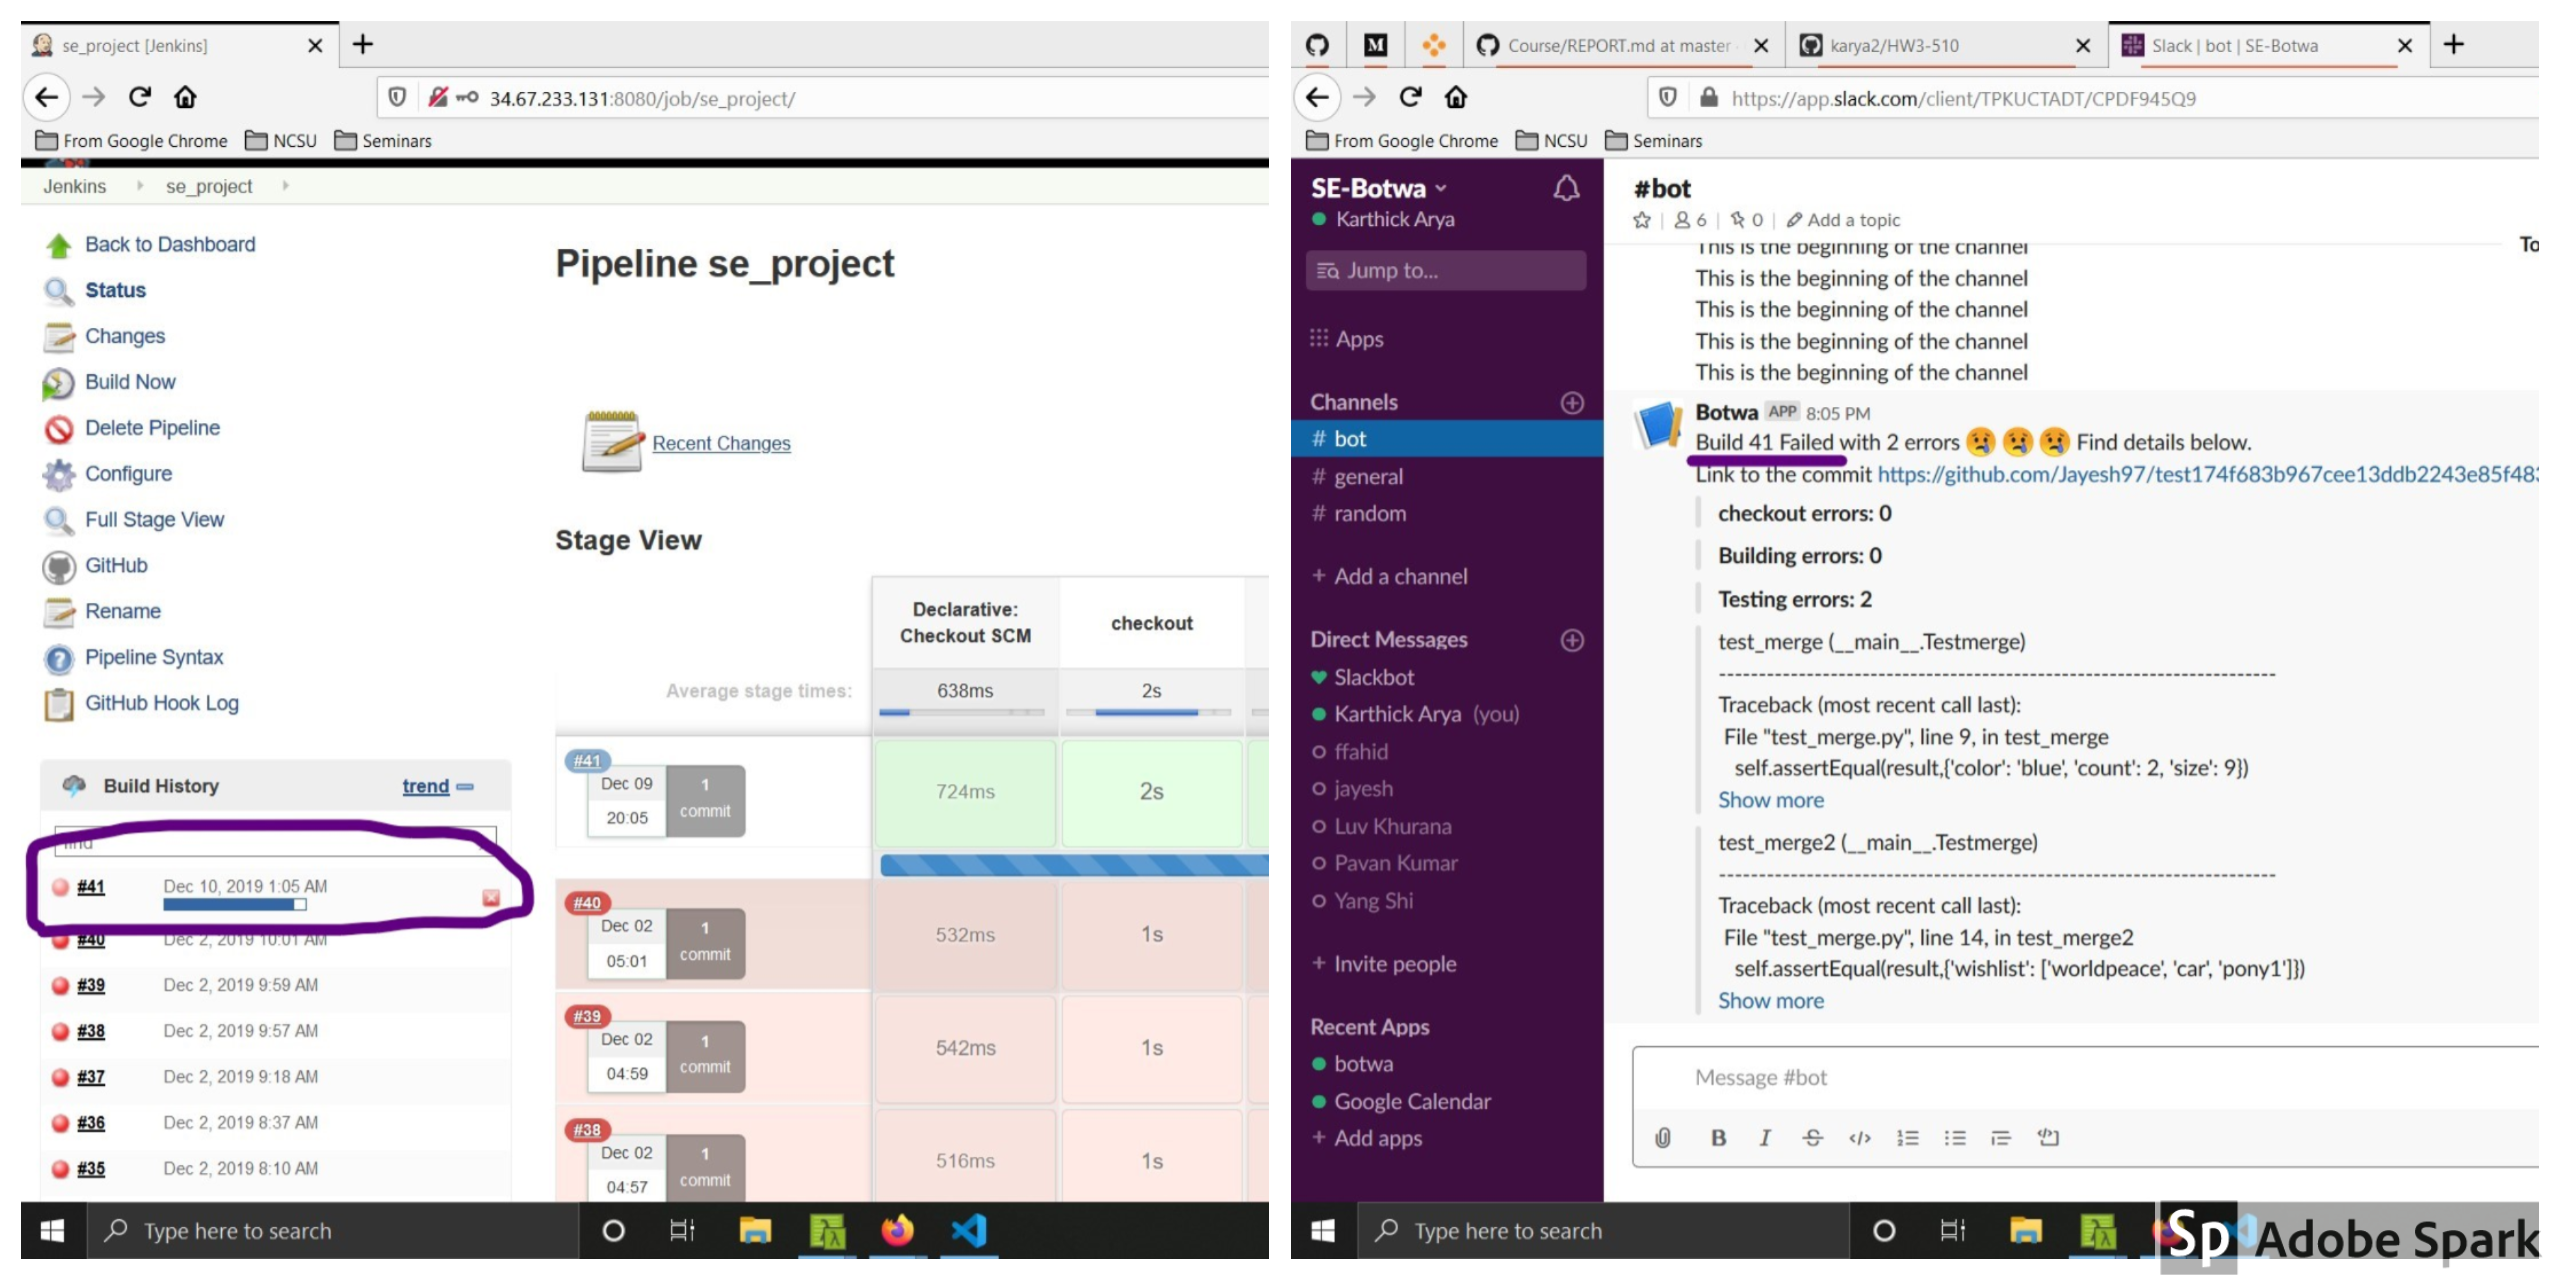 se_project [Jenkins]
34.67.233.131:8080/job/se_project/
From Google Chrome NCSU Seminars
Jenkins se_project
Back to Dashboard
Status
Changes
Build Now
Delete Pipeline
Configure
Full Stage View
GitHub
Rename
Pipeline Syntax
GitHub Hook Log
Build History trend
find
#41 Dec 10, 2019 1:05 AM
#40 Dec 2, 2019 10:01 AM
#39 Dec 2, 2019 9:59 AM
#38 Dec 2, 2019 9:57 AM
#37 Dec 2, 2019 9:18 AM
#36 Dec 2, 2019 8:37 AM
#35 Dec 2, 2019 8:10 AM
Pipeline se_project
Recent Changes
Stage View
Declarative:
Checkout SCM
checkout
Average stage times: 638ms 2s
#41
Dec 09
20:05
1
commit
724ms 2s
#40
Dec 02
05:01
1
commit
532ms 1s
#39
Dec 02
04:59
1
commit
542ms 1s
#38
Dec 02
04:57
1
commit
516ms 1s
Type here to search
Course/REPORT.md at master
karya2/HW3-510
Slack | bot | SE-Botwa
https://app.slack.com/client/TPKUCTADT/CPDF945Q9
From Google Chrome NCSU Seminars
SE-Botwa
Karthick Arya
Jump to...
Apps
Channels
# bot
# general
# random
+ Add a channel
Direct Messages
Slackbot
Karthick Arya (you)
ffahid
jayesh
Luv Khurana
Pavan Kumar
Yang Shi
+ Invite people
Recent Apps
botwa
Google Calendar
+ Add apps
#bot
6 | 0 | Add a topic
This is the beginning of the channel
To
This is the beginning of the channel
This is the beginning of the channel
This is the beginning of the channel
This is the beginning of the channel
Botwa APP 8:05 PM
Build 41 Failed with 2 errors 😢 😢 😢 Find details below.
Link to the commit https://github.com/Jayesh97/test174f683b967cee13ddb2243e85f483
checkout errors: 0
Building errors: 0
Testing errors: 2
test_merge (__main__.Testmerge)
----------------------------------------------------------------------
Traceback (most recent call last):
File "test_merge.py", line 9, in test_merge
self.assertEqual(result,{'color': 'blue', 'count': 2, 'size': 9})
Show more
test_merge2 (__main__.Testmerge)
----------------------------------------------------------------------
Traceback (most recent call last):
File "test_merge.py", line 14, in test_merge2
self.assertEqual(result,{'wishlist': ['worldpeace', 'car', 'pony1']})
Show more
Message #bot
Type here to search
Sp Adobe Spark